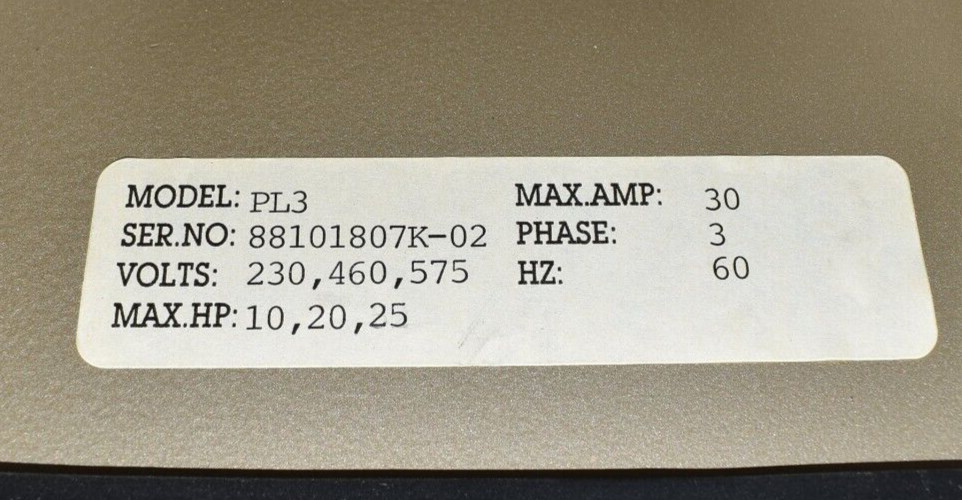 MODEL: PL3
SER.NO: 88101807K-02
VOLTS: 230,460,575
MAX.HP: 10,20,25
MAX.AMP: 30
PHASE: 3
HZ: 60